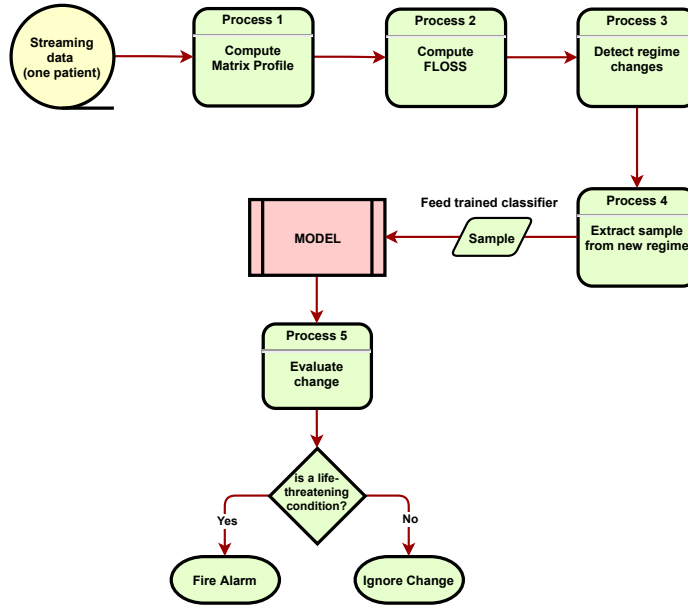 Streaming
data
(one patient)
Process 1
Compute
Matrix Profile
Process 2
Compute
FLOSS
Process 3
Detect regime
changes
Process 4
Extract sample
from new regime
Feed trained classifier
Sample
MODEL
Process 5
Evaluate
change
is a life-
threatening
condition?
Yes
No
Fire Alarm
Ignore Change